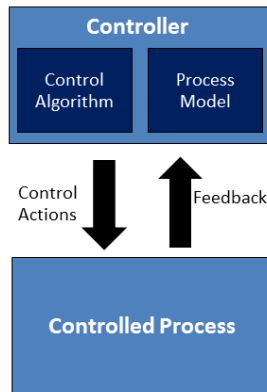 Controller
Control
Algorithm
Process
Model
Control
Actions
Feedback
Controlled Process